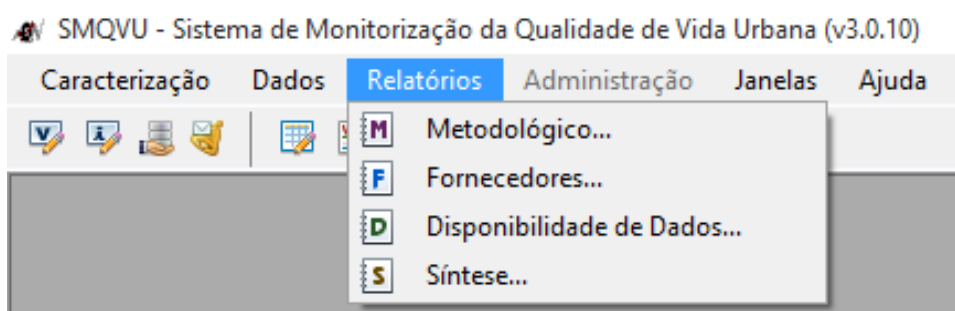 SMQVU - Sistema de Monitorização da Qualidade de Vida Urbana (v3.0.10)
Caracterização Dados Relatórios Administração Janelas Ajuda
V i
M Metodológico...
F Fornecedores...
D Disponibilidade de Dados...
S Síntese...